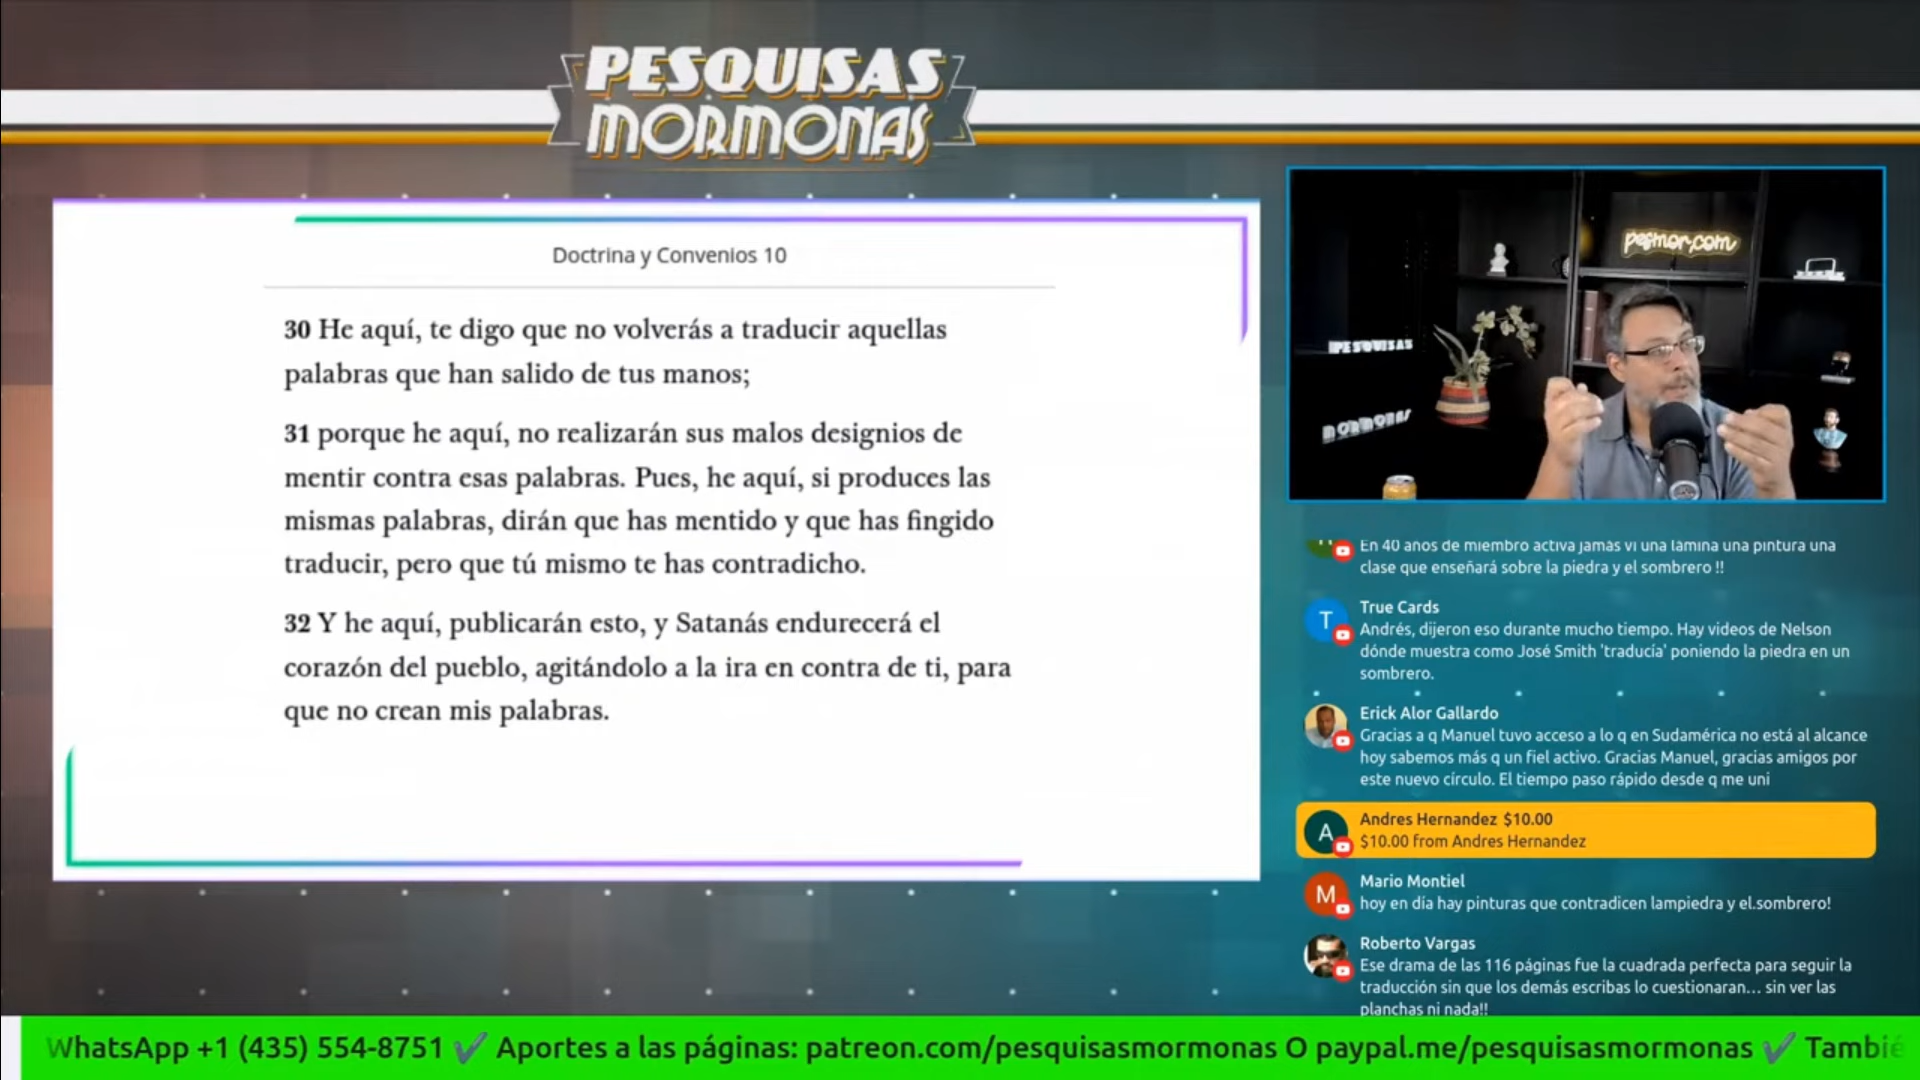 PESQUISAS
MORMONAS
Doctrina y Convenios 10
30 He aquí, te digo que no volverás a traducir aquellas
palabras que han salido de tus manos;
31 porque he aquí, no realizarán sus malos designios de
mentir contra esas palabras. Pues, he aquí, si produces las
mismas palabras, dirán que has mentido y que has fingido
traducir, pero que tú mismo te has contradicho.
32 Y he aquí, publicarán esto, y Satanás endurecerá el
corazón del pueblo, agitándolo a la ira en contra de ti, para
que no crean mis palabras.
pesmor.com
PESQUISAS
MORMONAS
En 40 anos de miembro activa jamas vi una lamina una pintura una
clase que enseñará sobre la piedra y el sombrero !!
T
True Cards
Andrés, dijeron eso durante mucho tiempo. Hay videos de Nelson
dónde muestra como José Smith 'traducía' poniendo la piedra en un
sombrero.
Erick Alor Gallardo
Gracias a q Manuel tuvo acceso a lo q en Sudamérica no está al alcance
hoy sabemos más q un fiel activo. Gracias Manuel, gracias amigos por
este nuevo círculo. El tiempo paso rápido desde q me uni
A
Andres Hernandez $10.00
$10.00 from Andres Hernandez
M
Mario Montiel
hoy en día hay pinturas que contradicen lampiedra y el.sombrero!
Roberto Vargas
Ese drama de las 116 páginas fue la cuadrada perfecta para seguir la
traducción sin que los demás escribas lo cuestionaran... sin ver las
planchas ni nada!!
WhatsApp +1 (435) 554-8751 ✔ Aportes a las páginas: patreon.com/pesquisasmormonas O paypal.me/pesquisasmormonas ✔ Tambié